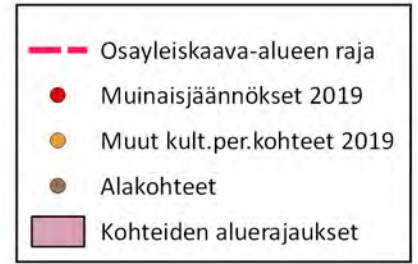 Osayleiskaava-alueen raja
Muinaisjäännökset 2019
Muut kult.per.kohteet 2019
Alakohteet
Kohteiden aluerajaukset